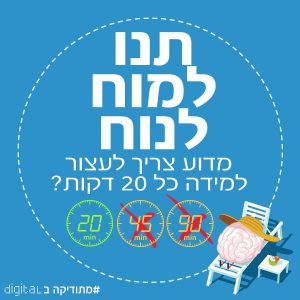 תנו
למוח
לנוח
מדוע צריך לעצור
למידה כל 20 דקות?
20 min 45 min 90 min
#מתודיקה ב digital